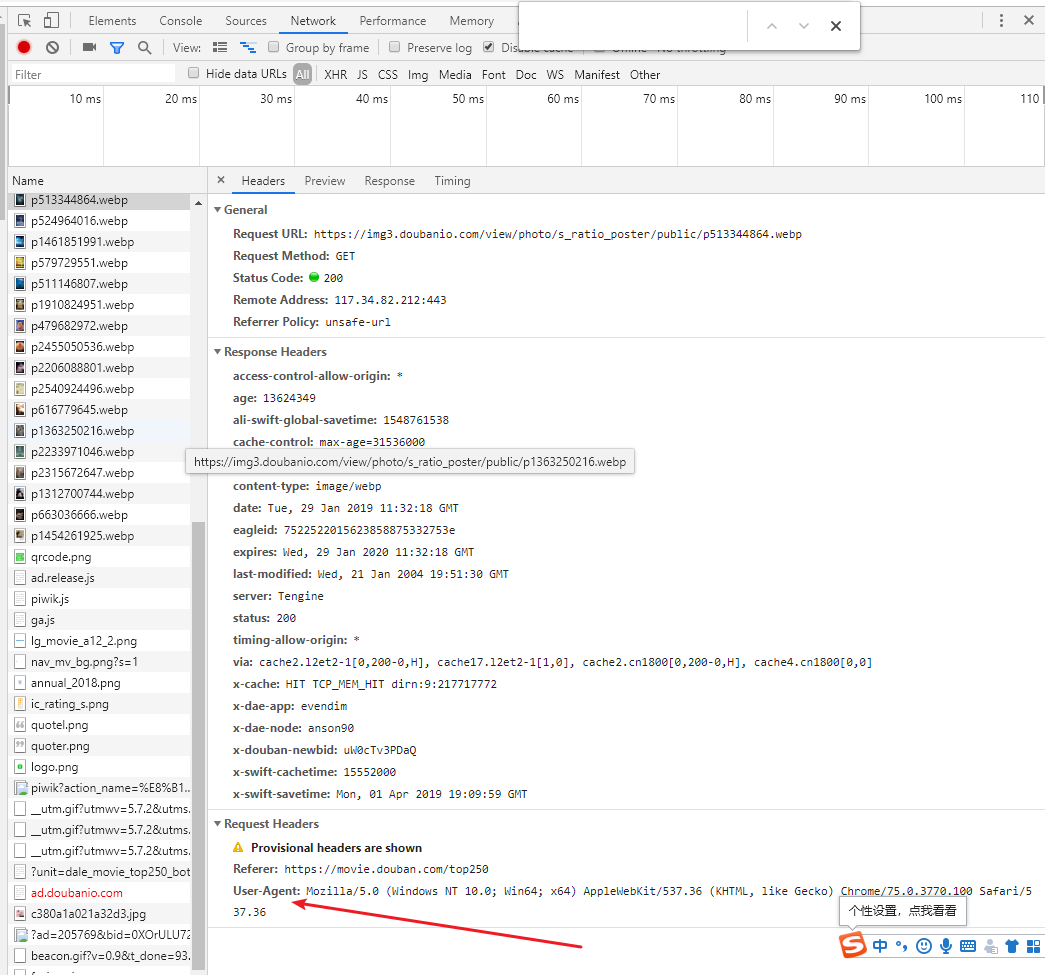 Elements Console Sources Network Performance Memory
View: Group by frame Preserve log Disable cache Online No throttling
Filter Hide data URLs All XHR JS CSS Img Media Font Doc WS Manifest Other
10 ms 20 ms 30 ms 40 ms 50 ms 60 ms 70 ms 80 ms 90 ms 100 ms 110
Name
p513344864.webp
p524964016.webp
p1461851991.webp
p579729551.webp
p511146807.webp
p1910824951.webp
p479682972.webp
p2455050536.webp
p2206088801.webp
p2540924496.webp
p616779645.webp
p1363250216.webp
p2233971046.webp
p2315672647.webp
p1312700744.webp
p663036666.webp
p1454261925.webp
qrcode.png
ad.release.js
piwik.js
ga.js
lg_movie_a12_2.png
nav_mv_bg.png?s=1
annual_2018.png
ic_rating_s.png
quotel.png
quoter.png
logo.png
piwik?action_name=%E8%B1...
__utm.gif?utmwv=5.7.2&utms.
__utm.gif?utmwv=5.7.2&utms.
__utm.gif?utmwv=5.7.2&utms.
?unit=dale_movie_top250_bot
ad.doubanio.com
c380a1a021a32d3.jpg
?ad=205769&bid=0XOrULU72
beacon.gif?v=0.9&t_done=93.
Headers Preview Response Timing
General
Request URL: https://img3.doubanio.com/view/photo/s_ratio_poster/public/p513344864.webp
Request Method: GET
Status Code: 200
Remote Address: 117.34.82.212:443
Referrer Policy: unsafe-url
Response Headers
access-control-allow-origin: *
age: 13624349
ali-swift-global-savetime: 1548761538
cache-control: max-age=31536000
https://img3.doubanio.com/view/photo/s_ratio_poster/public/p1363250216.webp
content-type: image/webp
date: Tue, 29 Jan 2019 11:32:18 GMT
eagleid: 7522522015623858875332753e
expires: Wed, 29 Jan 2020 11:32:18 GMT
last-modified: Wed, 21 Jan 2004 19:51:30 GMT
server: Tengine
status: 200
timing-allow-origin: *
via: cache2.l2et2-1[0,200-0,H], cache17.l2et2-1[1,0], cache2.cn1800[0,200-0,H], cache4.cn1800[0,0]
x-cache: HIT TCP_MEM_HIT dirn:9:217717772
x-dae-app: evendim
x-dae-node: anson90
x-douban-newbid: uW0cTv3PDaQ
x-swift-cachetime: 15552000
x-swift-savetime: Mon, 01 Apr 2019 19:09:59 GMT
Request Headers
Provisional headers are shown
Referer: https://movie.douban.com/top250
User-Agent: Mozilla/5.0 (Windows NT 10.0; Win64; x64) AppleWebKit/537.36 (KHTML, like Gecko) Chrome/75.0.3770.100 Safari/5
37.36
个性设置，点我看看
S 中